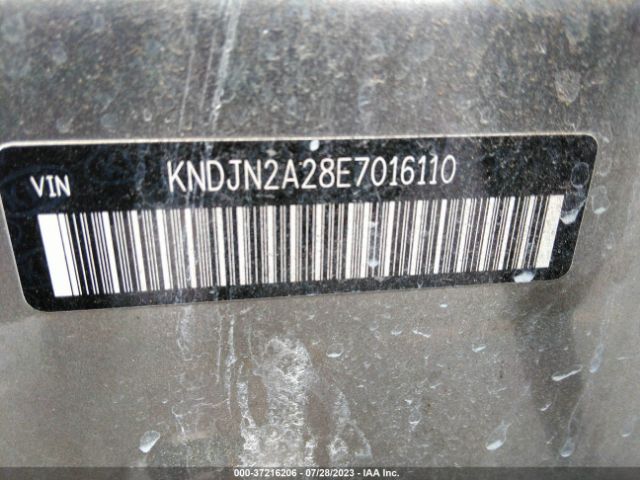 VIN KNDJN2A28E7016110
000-37216206 - 07/28/2023 - IAA Inc.